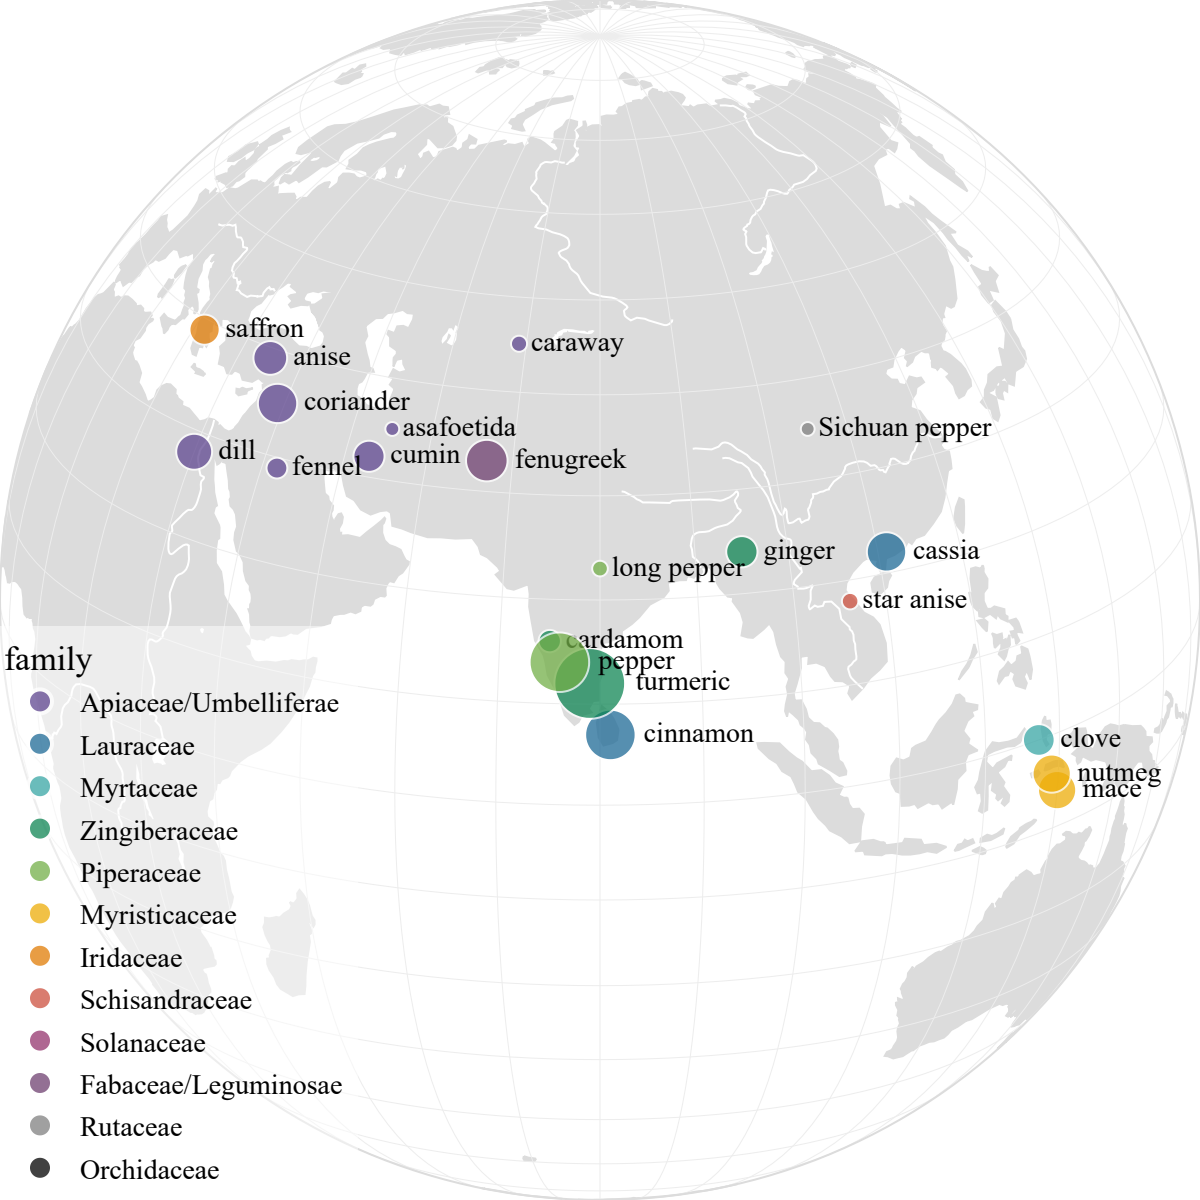 saffron
caraway
anise
coriander
asafoetida
Sichuan pepper
dill
cumin
fenugreek
fennel
ginger
cassia
long pepper
star anise
cardamom
pepper
turmeric
cinnamon
clove
nutmeg
mace
family
Apiaceae/Umbelliferae
Lauraceae
Myrtaceae
Zingiberaceae
Piperaceae
Myristicaceae
Iridaceae
Schisandraceae
Solanaceae
Fabaceae/Leguminosae
Rutaceae
Orchidaceae